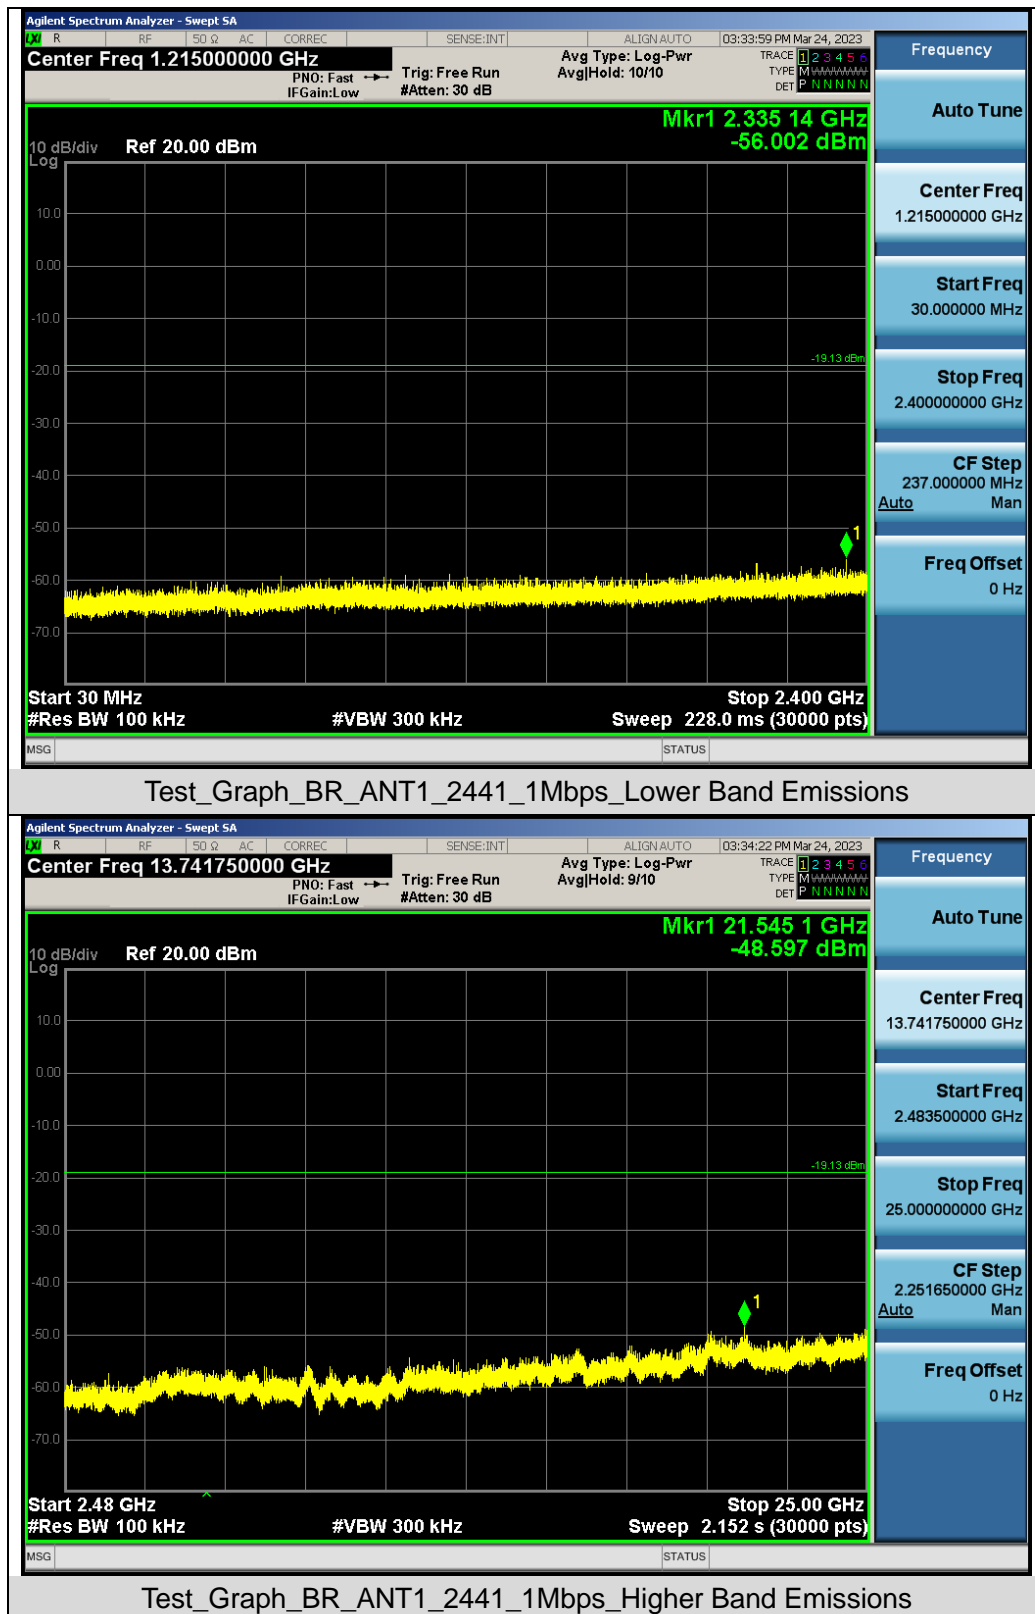 Agilent Spectrum Analyzer - Swept SA
LXI R RF 50 Ω AC CORREC SENSE:INT ALIGN AUTO 03:33:59 PM Mar 24, 2023
Center Freq 1.215000000 GHz
PNO: Fast
IFGain:Low
Trig: Free Run
#Atten: 30 dB
Avg Type: Log-Pwr
Avg|Hold: 10/10
TRACE 1 2 3 4 5 6
TYPE M
DET P N N N N N
Mkr1 2.335 14 GHz
-56.002 dBm
10 dB/div Ref 20.00 dBm
Log
10.0
0.00
-10.0
-19.13 dBm
-20.0
-30.0
-40.0
-50.0
1
-60.0
-70.0
Start 30 MHz Stop 2.400 GHz
#Res BW 100 kHz #VBW 300 kHz Sweep 228.0 ms (30000 pts)
MSG STATUS
Frequency
Auto Tune
Center Freq
1.215000000 GHz
Start Freq
30.000000 MHz
Stop Freq
2.400000000 GHz
CF Step
237.000000 MHz
Auto Man
Freq Offset
0 Hz
Test_Graph_BR_ANT1_2441_1Mbps_Lower Band Emissions
Agilent Spectrum Analyzer - Swept SA
LXI R RF 50 Ω AC CORREC SENSE:INT ALIGN AUTO 03:34:22 PM Mar 24, 2023
Center Freq 13.741750000 GHz
PNO: Fast
IFGain:Low
Trig: Free Run
#Atten: 30 dB
Avg Type: Log-Pwr
Avg|Hold: 9/10
TRACE 1 2 3 4 5 6
TYPE M
DET P N N N N N
Mkr1 21.545 1 GHz
-48.597 dBm
10 dB/div Ref 20.00 dBm
Log
10.0
0.00
-10.0
-19.13 dBm
-20.0
-30.0
-40.0
1
-50.0
-60.0
-70.0
Start 2.48 GHz Stop 25.00 GHz
#Res BW 100 kHz #VBW 300 kHz Sweep 2.152 s (30000 pts)
MSG STATUS
Frequency
Auto Tune
Center Freq
13.741750000 GHz
Start Freq
2.483500000 GHz
Stop Freq
25.000000000 GHz
CF Step
2.251650000 GHz
Auto Man
Freq Offset
0 Hz
Test_Graph_BR_ANT1_2441_1Mbps_Higher Band Emissions